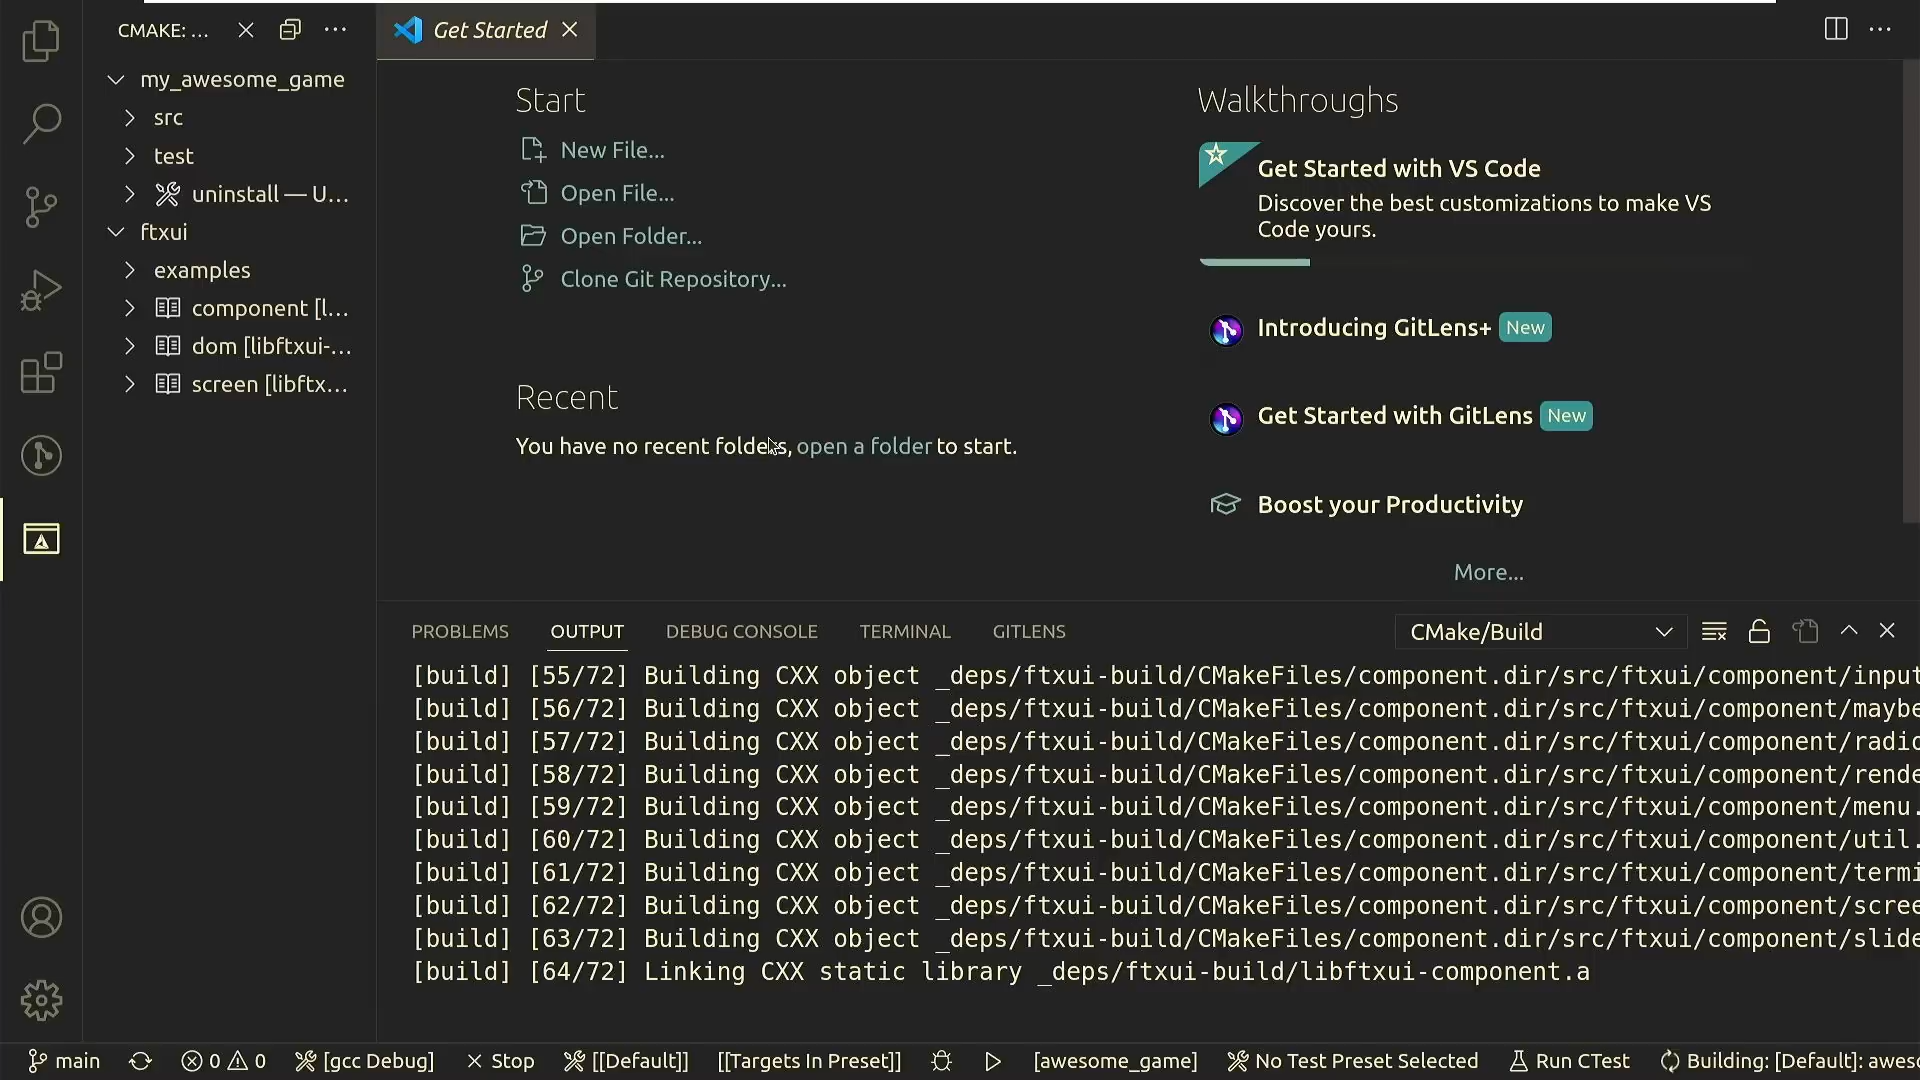 CMAKE: ...
my_awesome_game
src
test
uninstall — U...
ftxui
examples
component [l...
dom [libftxui-...
screen [libftx...
Get Started
Start
New File...
Open File...
Open Folder...
Clone Git Repository...
Recent
You have no recent folders, open a folder to start.
Walkthroughs
Get Started with VS Code
Discover the best customizations to make VS
Code yours.
Introducing GitLens+ New
Get Started with GitLens New
Boost your Productivity
More...
PROBLEMS OUTPUT DEBUG CONSOLE TERMINAL GITLENS CMake/Build
[build] [55/72] Building CXX object _deps/ftxui-build/CMakeFiles/component.dir/src/ftxui/component/input
[build] [56/72] Building CXX object _deps/ftxui-build/CMakeFiles/component.dir/src/ftxui/component/maybe
[build] [57/72] Building CXX object _deps/ftxui-build/CMakeFiles/component.dir/src/ftxui/component/radio
[build] [58/72] Building CXX object _deps/ftxui-build/CMakeFiles/component.dir/src/ftxui/component/rende
[build] [59/72] Building CXX object _deps/ftxui-build/CMakeFiles/component.dir/src/ftxui/component/menu.
[build] [60/72] Building CXX object _deps/ftxui-build/CMakeFiles/component.dir/src/ftxui/component/util.
[build] [61/72] Building CXX object _deps/ftxui-build/CMakeFiles/component.dir/src/ftxui/component/termi
[build] [62/72] Building CXX object _deps/ftxui-build/CMakeFiles/component.dir/src/ftxui/component/scree
[build] [63/72] Building CXX object _deps/ftxui-build/CMakeFiles/component.dir/src/ftxui/component/slide
[build] [64/72] Linking CXX static library _deps/ftxui-build/libftxui-component.a
main 0 0 [gcc Debug] Stop [[Default]] [[Targets In Preset]] [awesome_game] No Test Preset Selected Run CTest Building: [Default]: aweso